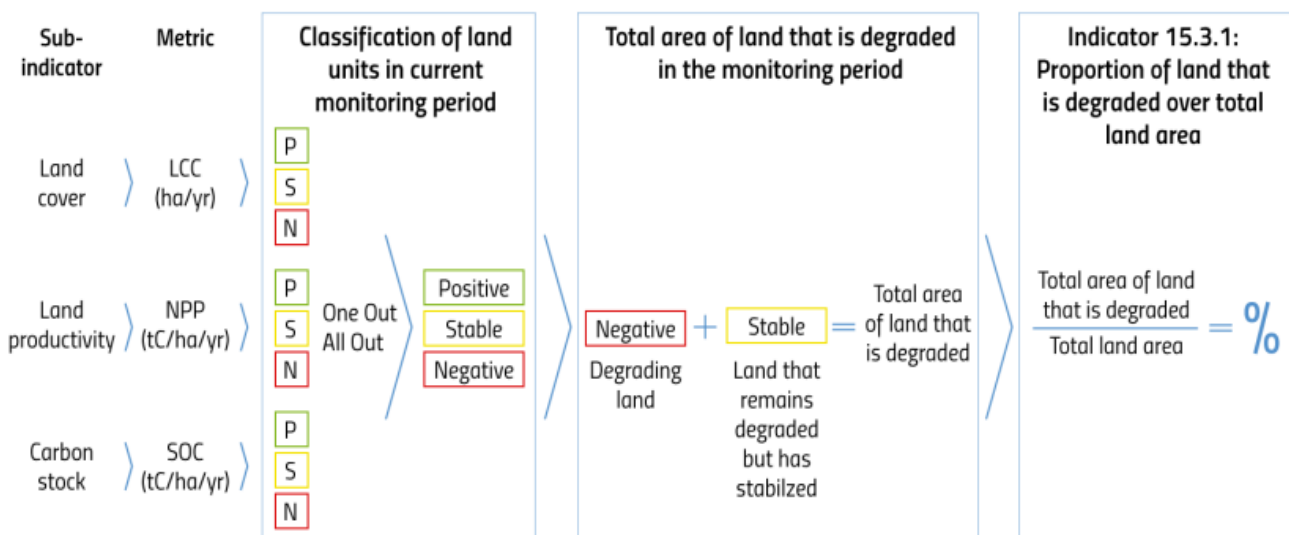 Sub-
indicator
Metric
Classification of land
units in current
monitoring period
Total area of land that is degraded
in the monitoring period
Indicator 15.3.1:
Proportion of land that
is degraded over total
land area
Land
cover
LCC
(ha/yr)
P
S
N
Land
productivity
NPP
(tC/ha/yr)
P
S
N
Carbon
stock
SOC
(tC/ha/yr)
P
S
N
One Out
All Out
Positive
Stable
Negative
Negative
+
Stable
=
Total area
of land that
is degraded
Degrading
land
Land that
remains
degraded
but has
stabilzed
Total area of land
that is degraded
Total land area
= %